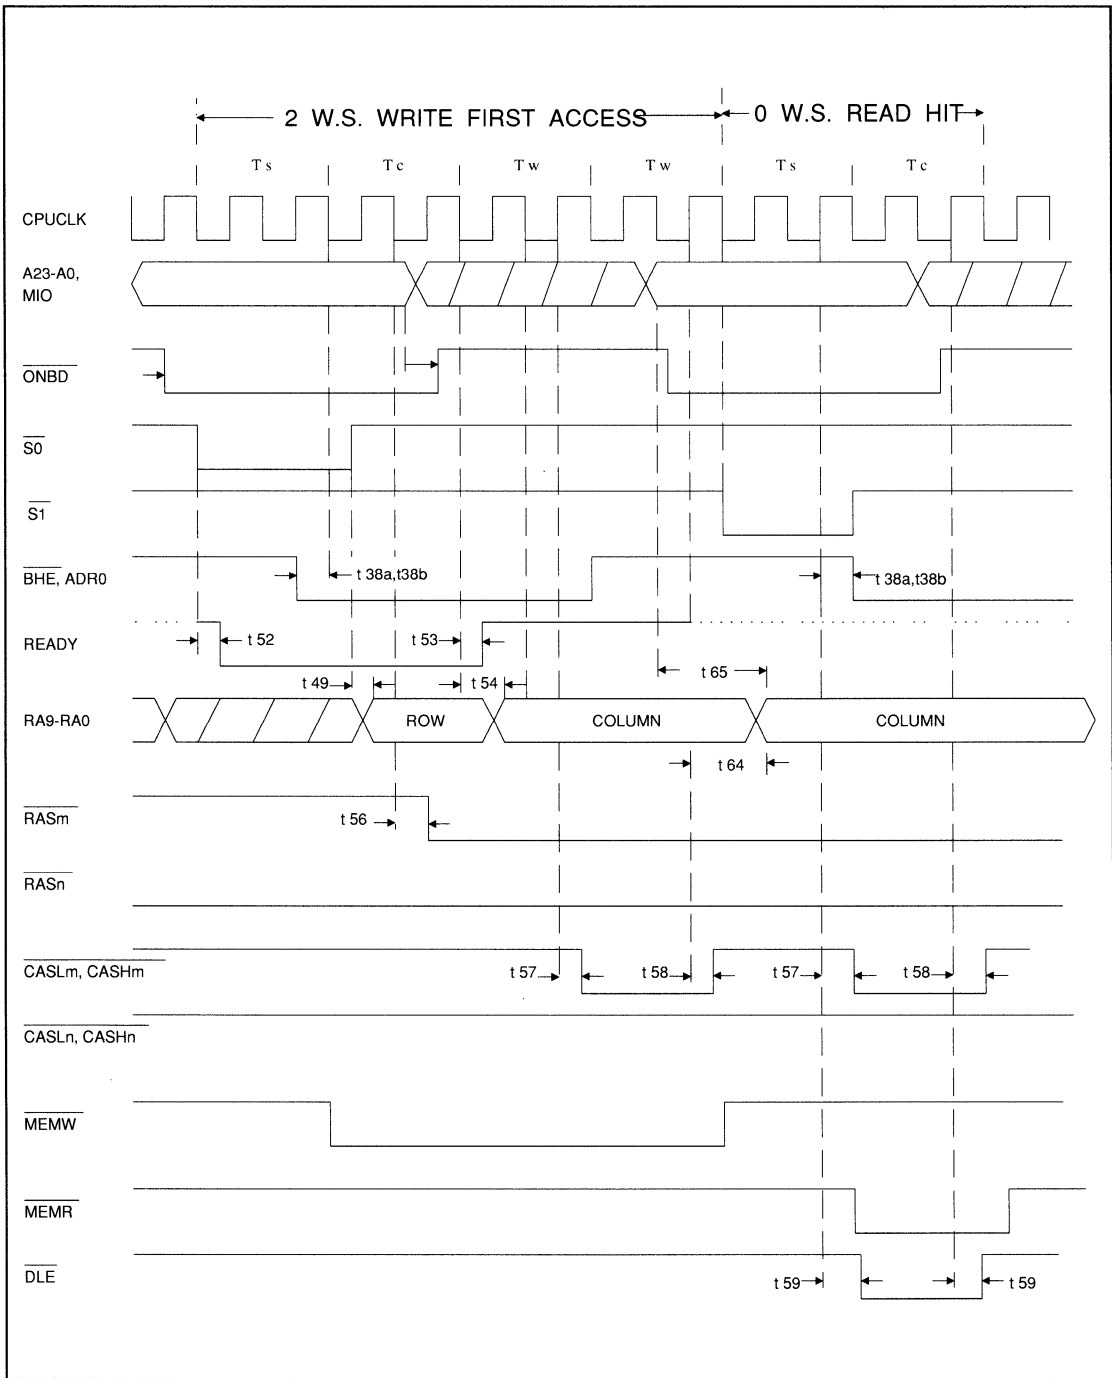 2 W.S. WRITE FIRST ACCESS 0 W.S. READ HIT
Ts Tc Tw Tw Ts Tc
CPUCLK
A23-A0,
MIO
ONBD
S0
S1
BHE, ADR0 t 38a,t38b t 38a,t38b
READY t 52 t 53
t 65
t 49 t 54
RA9-RA0 ROW COLUMN COLUMN
t 64
RASm t 56
RASn
CASLm, CASHm t 57 t 58 t 57 t 58
CASLn, CASHn
MEMW
MEMR
DLE t 59 t 59